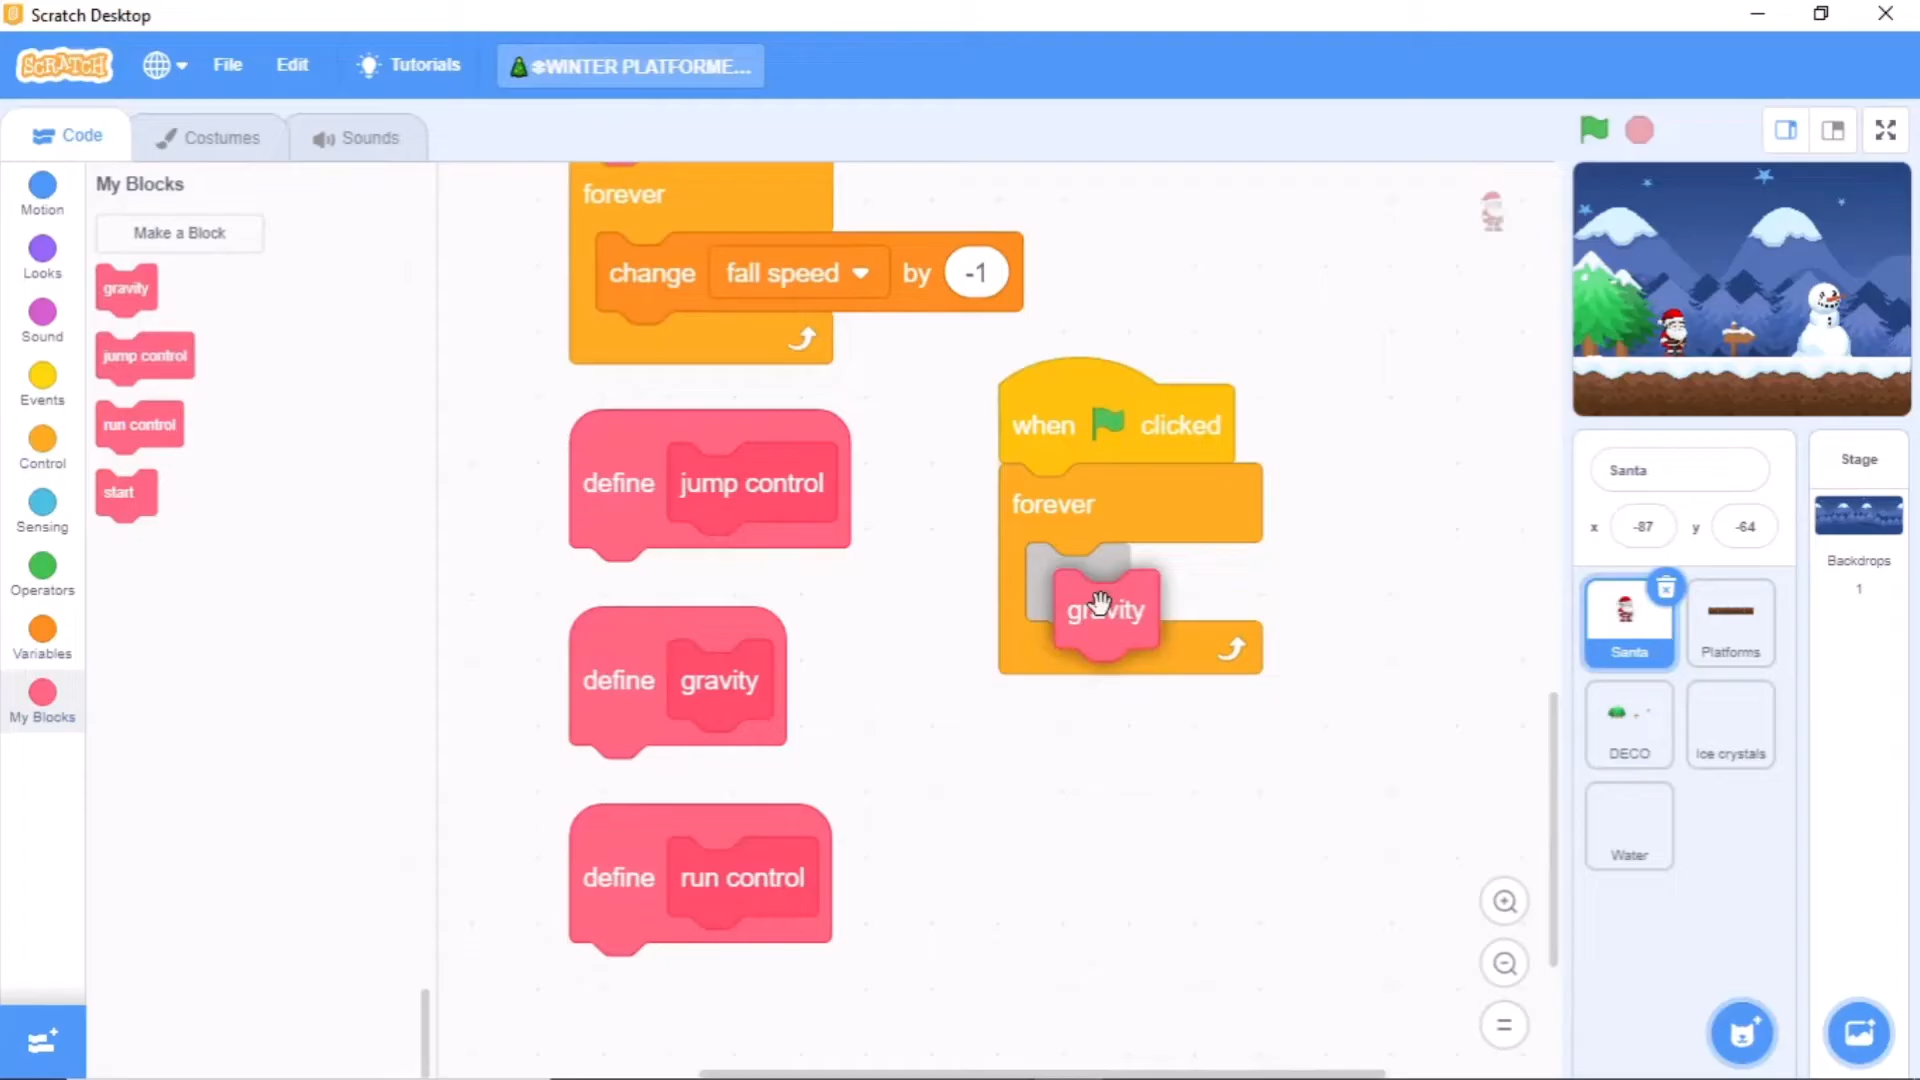 Scratch Desktop
SCRATCH
File
Edit
Tutorials
WINTER PLATFORME...
Code
Costumes
Sounds
Motion
Looks
Sound
Events
Control
Sensing
Operators
Variables
My Blocks
My Blocks
Make a Block
gravity
jump control
run control
start
forever
change fall speed by -1
define jump control
define gravity
define run control
when clicked
forever
gravity
Santa
x -87 y -64
Santa
Platforms
DECO
Ice crystals
Water
Stage
Backdrops
1